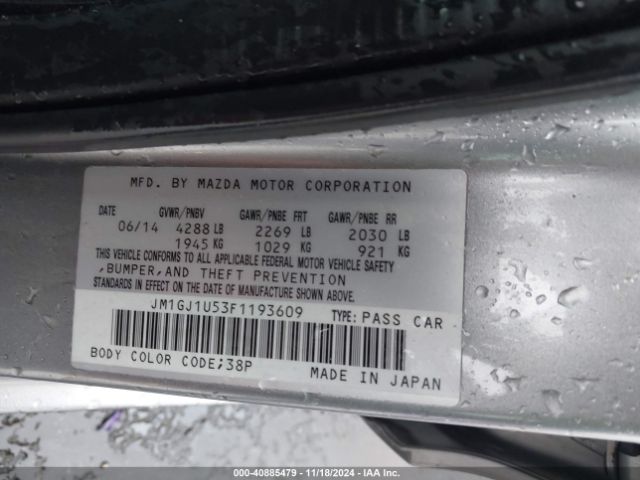 MFD. BY MAZDA MOTOR CORPORATION
DATE GVWR/PNBV GAWR/PNBE FRT GAWR/PNBE RR
06/14 4288 LB 2269 LB 2030 LB
1945 KG 1029 KG 921 KG
THIS VEHICLE CONFORMS TO ALL APPLICABLE FEDERAL MOTOR VEHICLE SAFETY
,BUMPER,AND THEFT PREVENTION
STANDARDS IN EFFECT ON THE DATE OF MANUFACTURE SHOWN ABOVE.
JM1GJ1U53F1193609 TYPE: PASS CAR
BODY COLOR CODE;38P MADE IN JAPAN
000-40885479 - 11/18/2024 - IAA Inc.